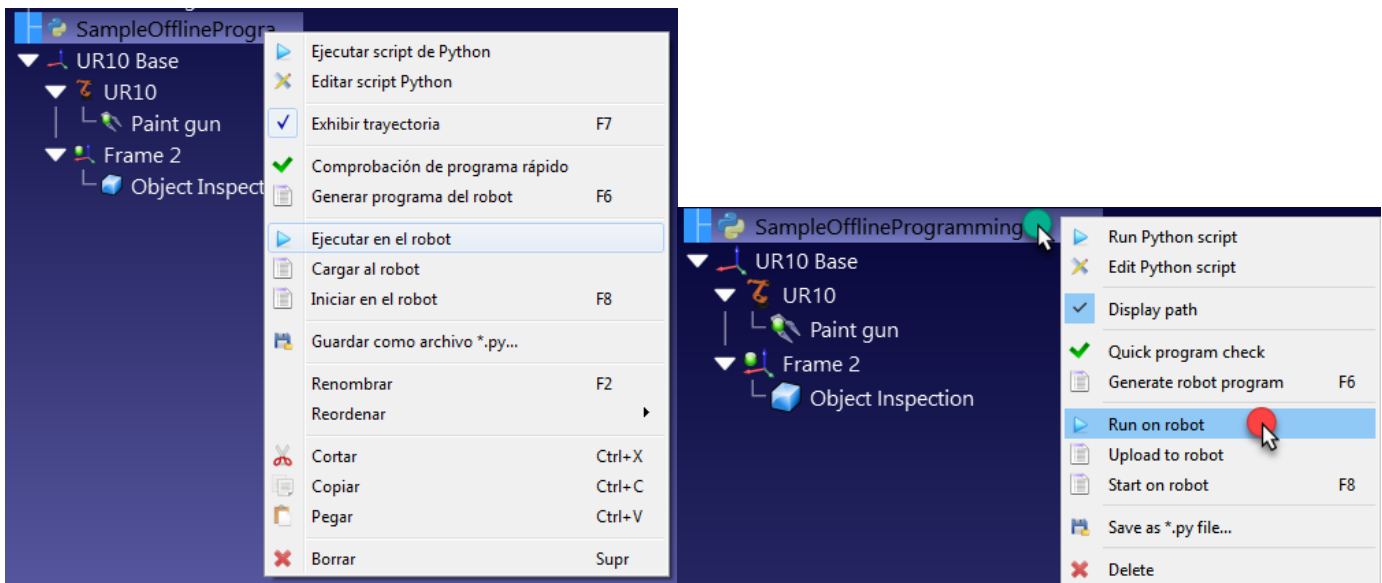 SampleOfflineProgra
UR10 Base
UR10
Paint gun
Frame 2
Object Inspect
Ejecutar script de Python
Editar script Python
Exhibir trayectoria F7
Comprobación de programa rápido
Generar programa del robot F6
Ejecutar en el robot
Cargar al robot
Iniciar en el robot F8
Guardar como archivo *.py...
Renombrar F2
Reordenar
Cortar Ctrl+X
Copiar Ctrl+C
Pegar Ctrl+V
Borrar Supr
SampleOfflineProgramming
UR10 Base
UR10
Paint gun
Frame 2
Object Inspection
Run Python script
Edit Python script
Display path
Quick program check
Generate robot program F6
Run on robot
Upload to robot
Start on robot F8
Save as *.py file...
Delete